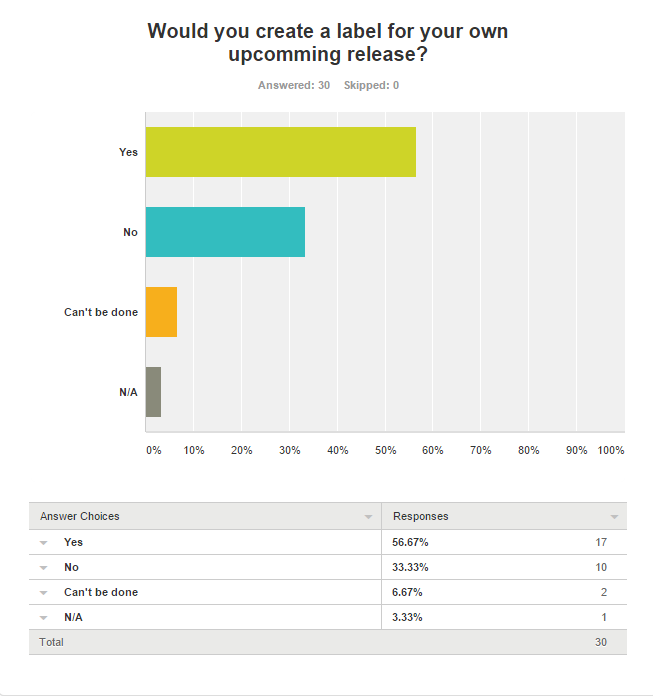 Would you create a label for your own
upcomming release?
Answered: 30 Skipped: 0
Yes
No
Can't be done
N/A
0% 10% 20% 30% 40% 50% 60% 70% 80% 90% 100%
Answer Choices Responses
Yes 56.67% 17
No 33.33% 10
Can't be done 6.67% 2
N/A 3.33% 1
Total 30